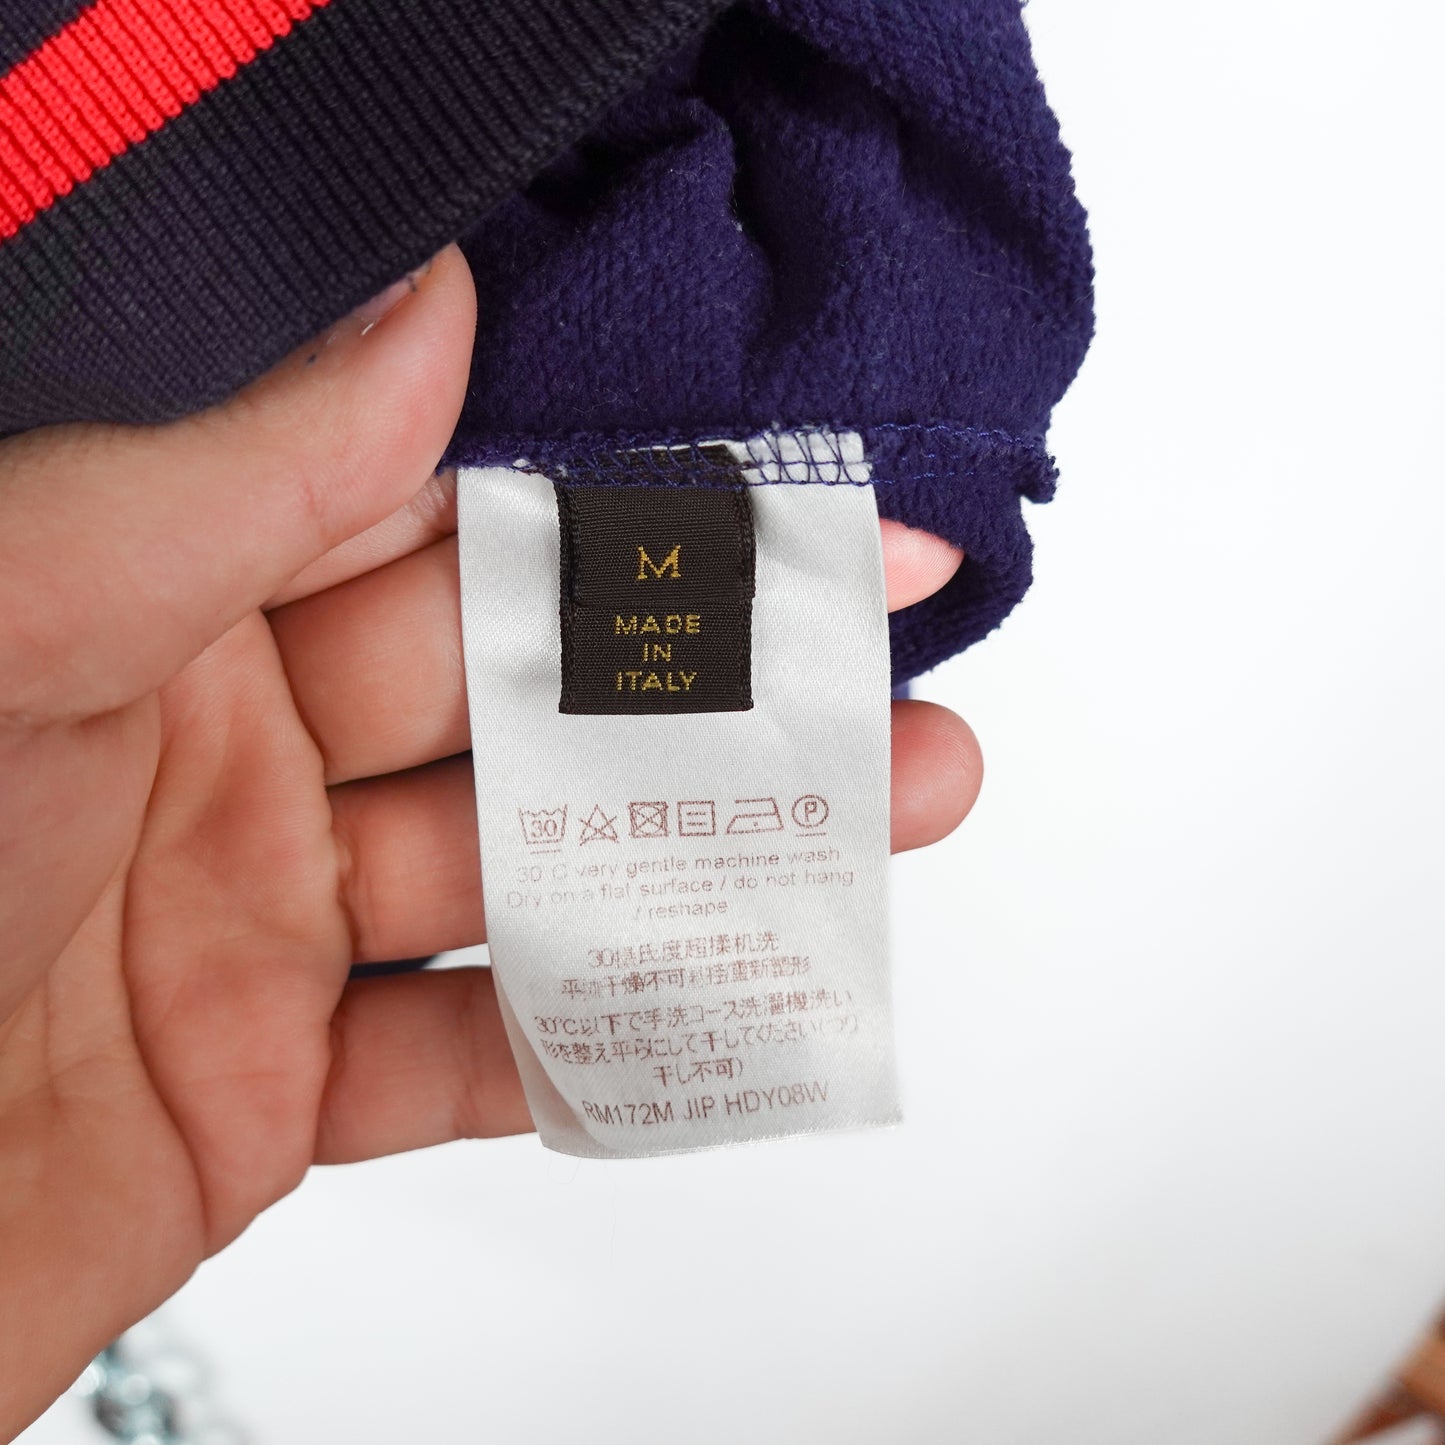 M
MADE
IN
ITALY
30
P
30 C very gentle machine wash
Dry on a flat surface / do not hang
/ reshape
30摄氏度超揉机洗
平铺干燥不可悬挂重新塑形
30℃以下で手洗コース洗濯機洗い
形を整え平らにして干してください(つり
干し不可)
RM172M JIP HDY08W